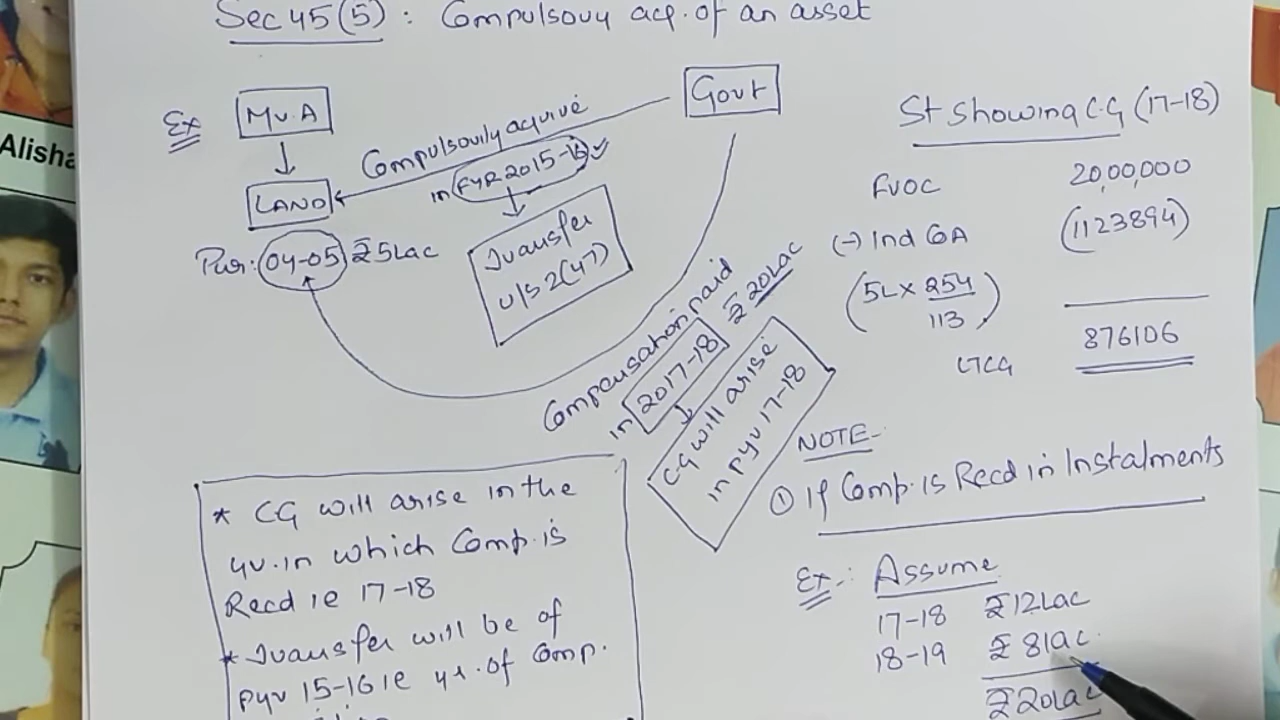 Sec 45(5) : Compulsory acq. of an asset
Ex
Mr. A
Govt
Compulsorily acquire
in FYR 2015-16
LAND
Pur: 04-05 ₹5Lac
Transfer
u/s 2(47)
Compensation paid
in 2017-18 ₹20Lac
CG will arise
in pyr 17-18
St showing C.G (17-18)
FVOC 20,00,000
(-) Ind COA (1123894)
(5L x 254/113)
LTCG 876106
* CG will arise in the
yr. in which Comp. is
Recd ie 17-18
* Transfer will be of
pyr 15-16 ie yr. of Comp.
NOTE-
① If Comp. is Recd in Instalments
Ex: Assume
17-18 ₹12Lac
18-19 ₹8lac
₹20lac
Alisha